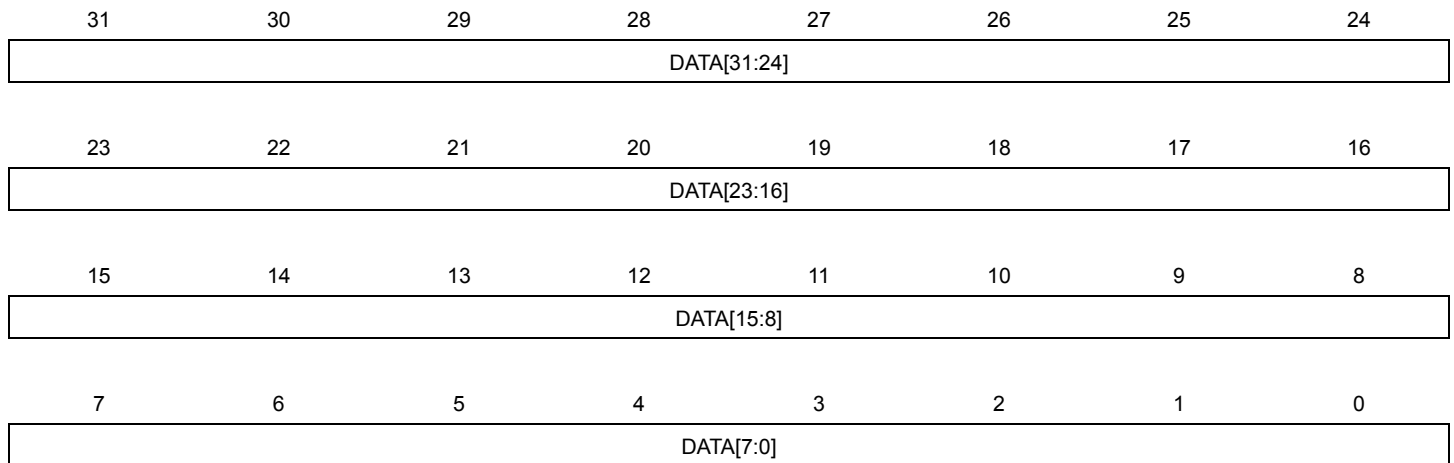 31 30 29 28 27 26 25 24
DATA[31:24]
23 22 21 20 19 18 17 16
DATA[23:16]
15 14 13 12 11 10 9 8
DATA[15:8]
7 6 5 4 3 2 1 0
DATA[7:0]